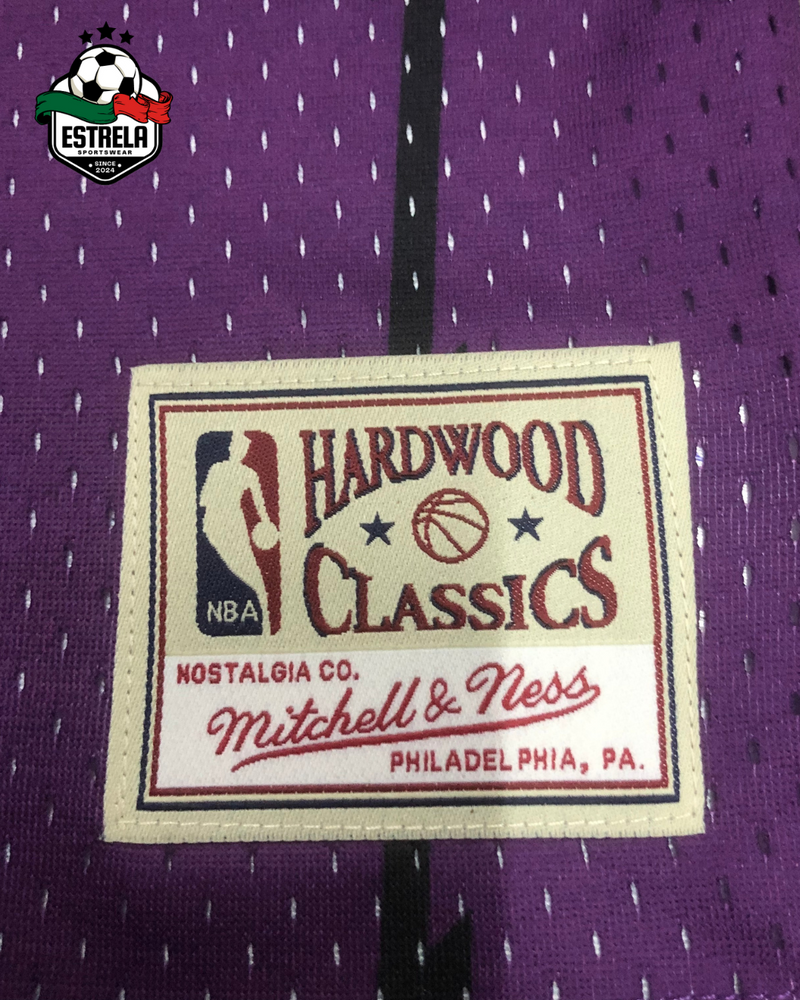 ESTRELA
SPORTSWEAR
SINCE
2024
HARDWOOD
CLASSICS
NBA
NOSTALGIA CO.
Mitchell & Ness
PHILADELPHIA, PA.